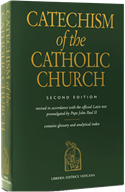 CATECHISM
of the
CATHOLIC
CHURCH
SECOND EDITION
revised in accordance with the official Latin text
promulgated by Pope John Paul II
contains glossary and analytical index
LIBRERIA EDITRICE VATICANA